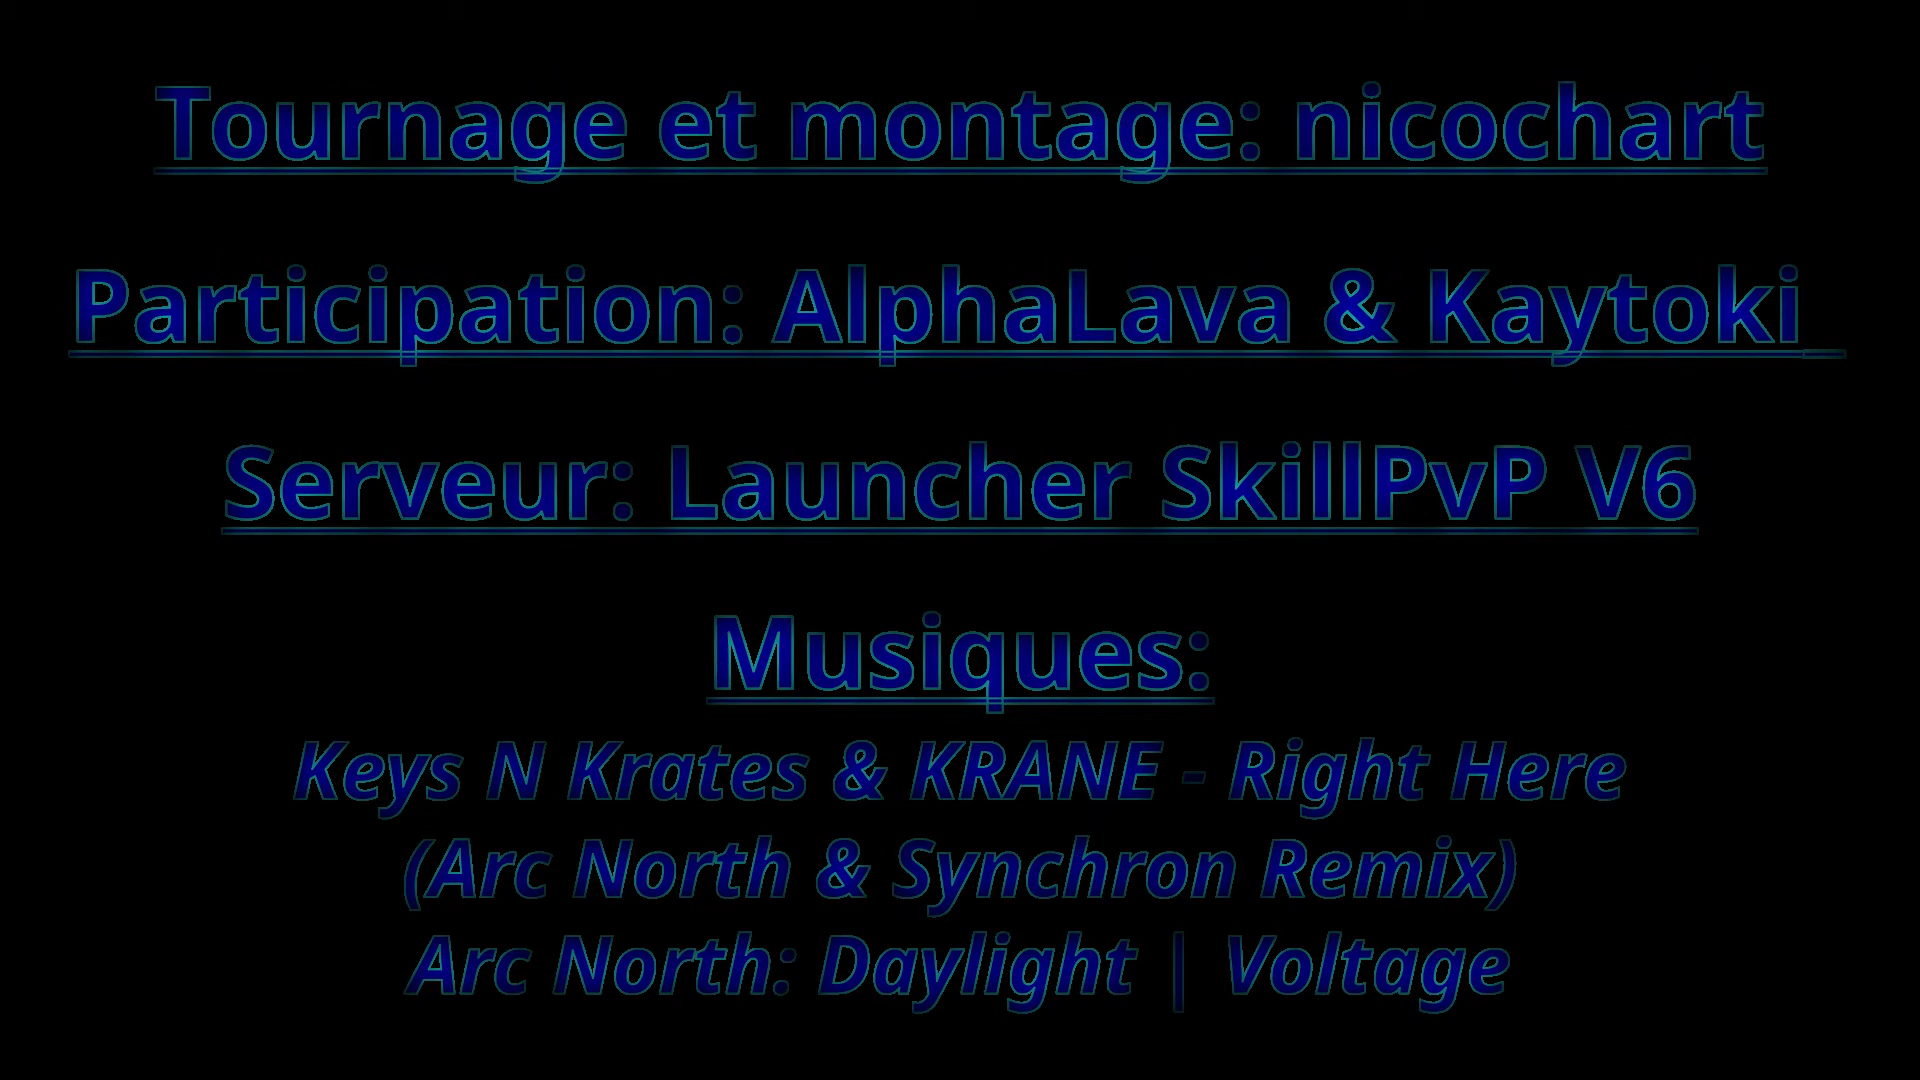 Tournage et montage: nicochart
Participation: AlphaLava & Kaytoki
Serveur: Launcher SkillPvP V6
Musiques:
Keys N Krates & KRANE - Right Here
(Arc North & Synchron Remix)
Arc North: Daylight | Voltage